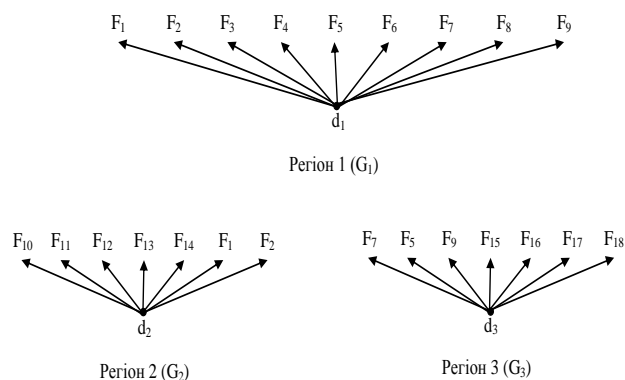 F₁ F₂ F₃ F₄ F₅ F₆ F₇ F₈ F₉
d₁
Регіон 1 (G₁)
F₁₀ F₁₁ F₁₂ F₁₃ F₁₄ F₁ F₂
d₂
Регіон 2 (G₂)
F₇ F₅ F₉ F₁₅ F₁₆ F₁₇ F₁₈
d₃
Регіон 3 (G₃)